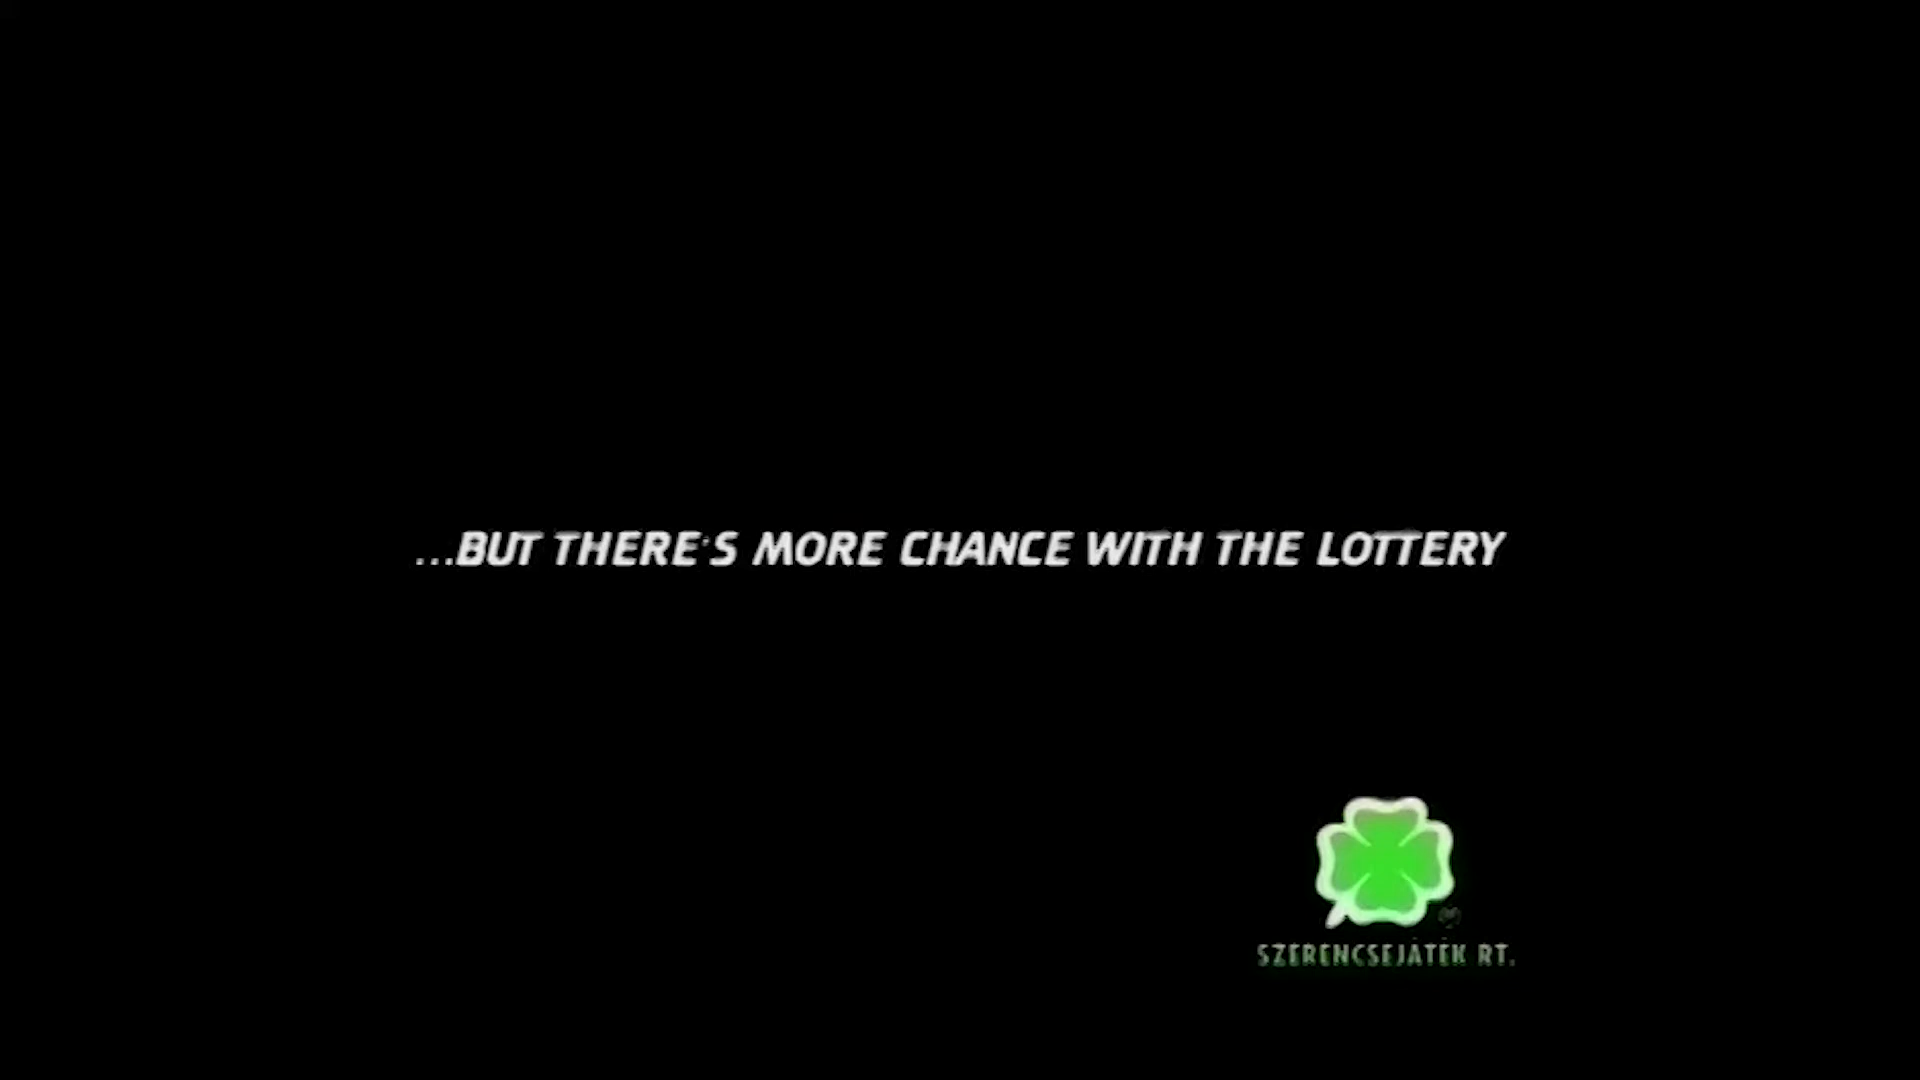 ...BUT THERE'S MORE CHANCE WITH THE LOTTERY
SZERENCSEJÁTÉK RT.